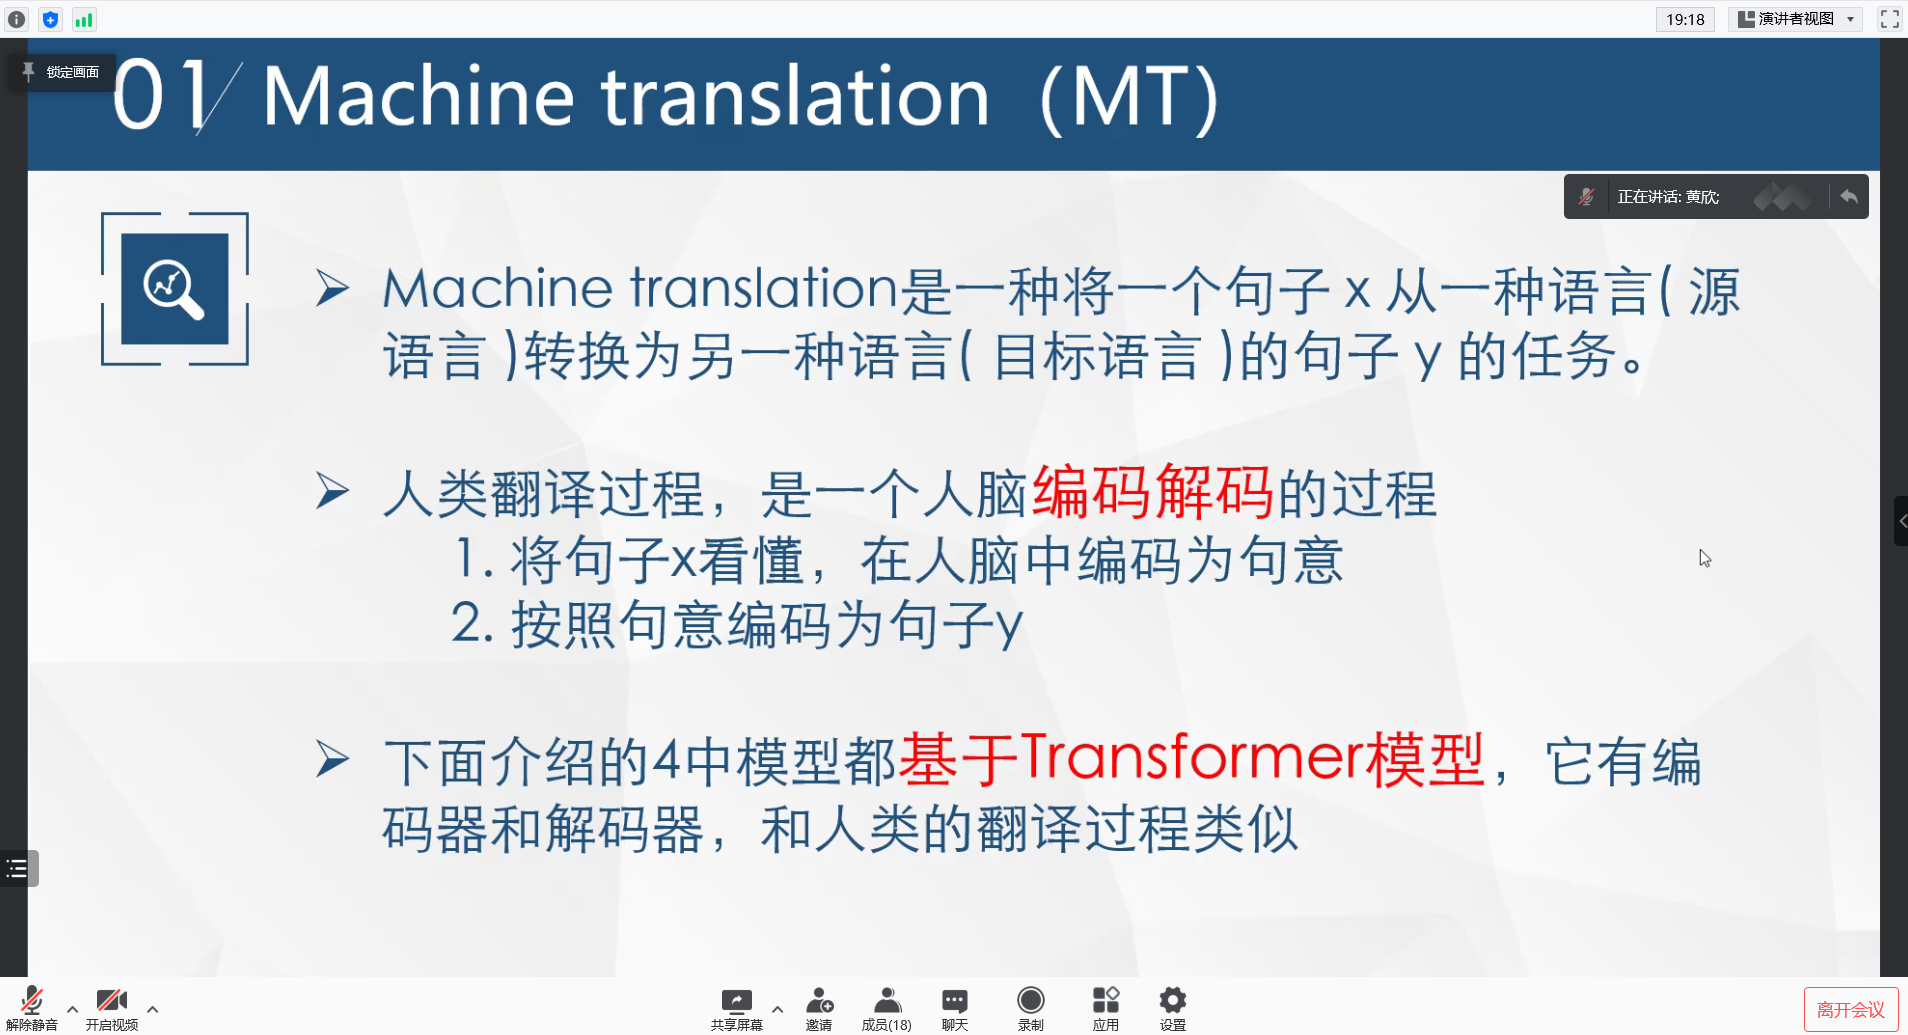 19:18
演讲者视图
锁定画面
01/ Machine translation（MT）
正在讲话: 黄欣;
Machine translation是一种将一个句子 x 从一种语言( 源
语言 )转换为另一种语言( 目标语言 )的句子 y 的任务。
人类翻译过程，是一个人脑编码解码的过程
1. 将句子x看懂，在人脑中编码为句意
2. 按照句意编码为句子y
下面介绍的4中模型都基于Transformer模型，它有编
码器和解码器，和人类的翻译过程类似
解除静音
开启视频
共享屏幕
邀请
成员(18)
聊天
录制
应用
设置
离开会议